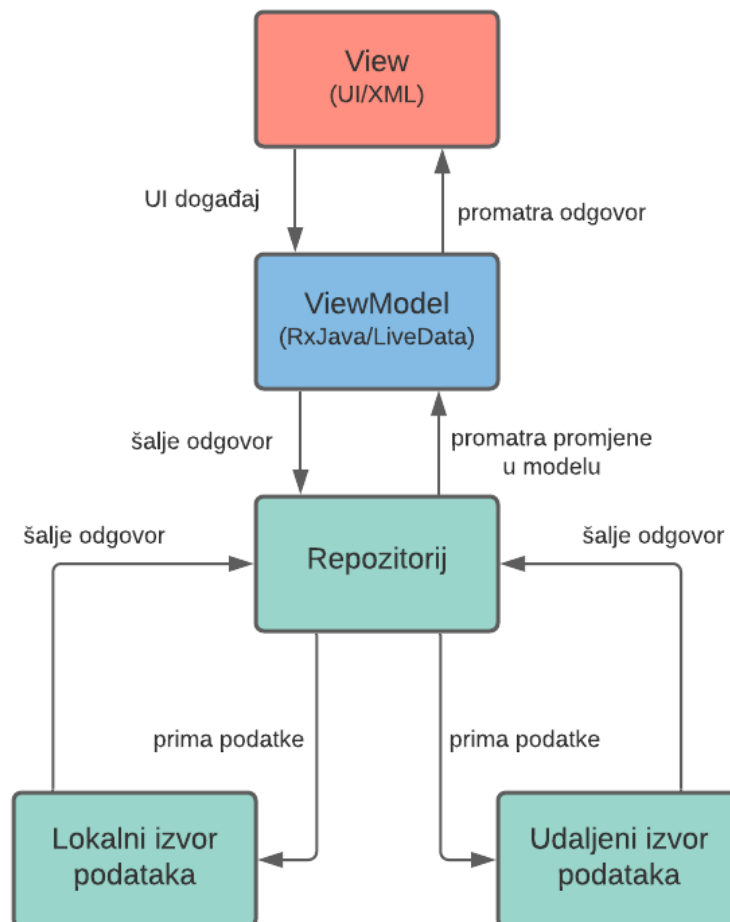 View
(UI/XML)
UI događaj
promatra odgovor
ViewModel
(RxJava/LiveData)
šalje odgovor
promatra promjene
u modelu
šalje odgovor
Repozitorij
šalje odgovor
prima podatke
prima podatke
Lokalni izvor
podataka
Udaljeni izvor
podataka